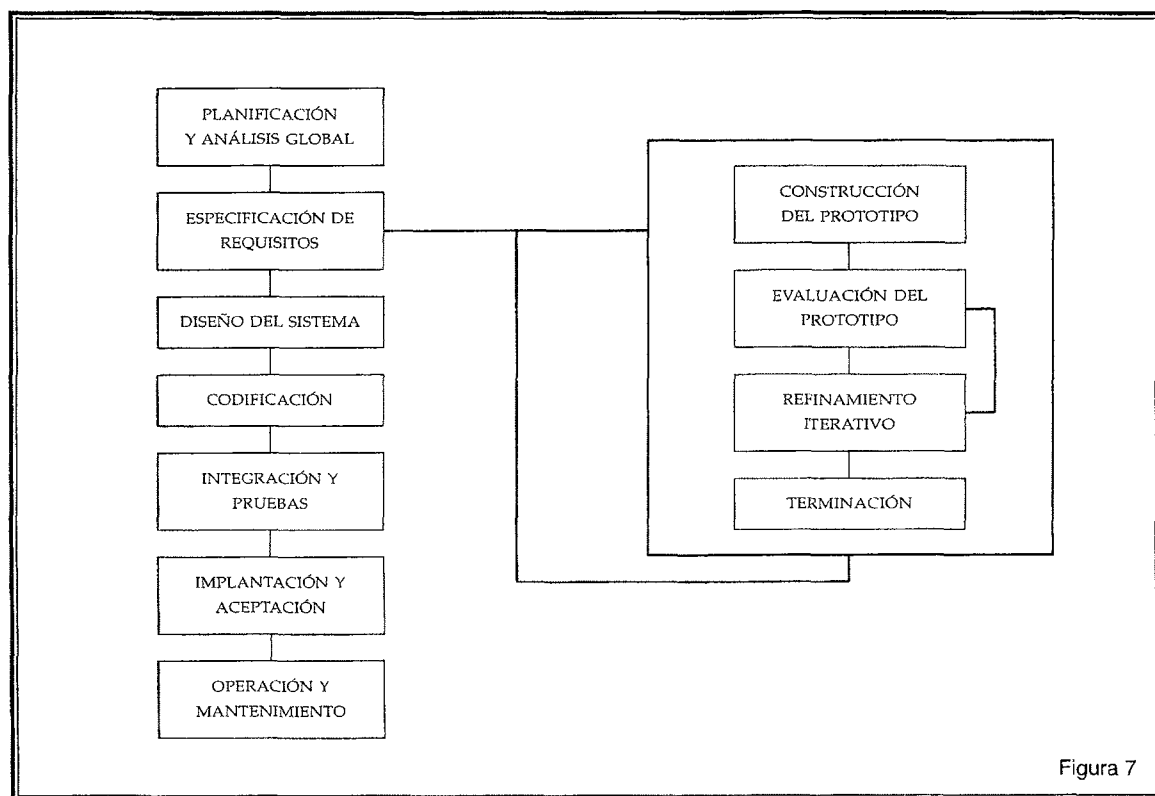 PLANIFICACIÓN
Y ANÁLISIS GLOBAL
ESPECIFICACIÓN DE
REQUISITOS
DISEÑO DEL SISTEMA
CODIFICACIÓN
INTEGRACIÓN Y
PRUEBAS
IMPLANTACIÓN Y
ACEPTACIÓN
OPERACIÓN Y
MANTENIMIENTO
CONSTRUCCIÓN
DEL PROTOTIPO
EVALUACIÓN DEL
PROTOTIPO
REFINAMIENTO
ITERATIVO
TERMINACIÓN
Figura 7